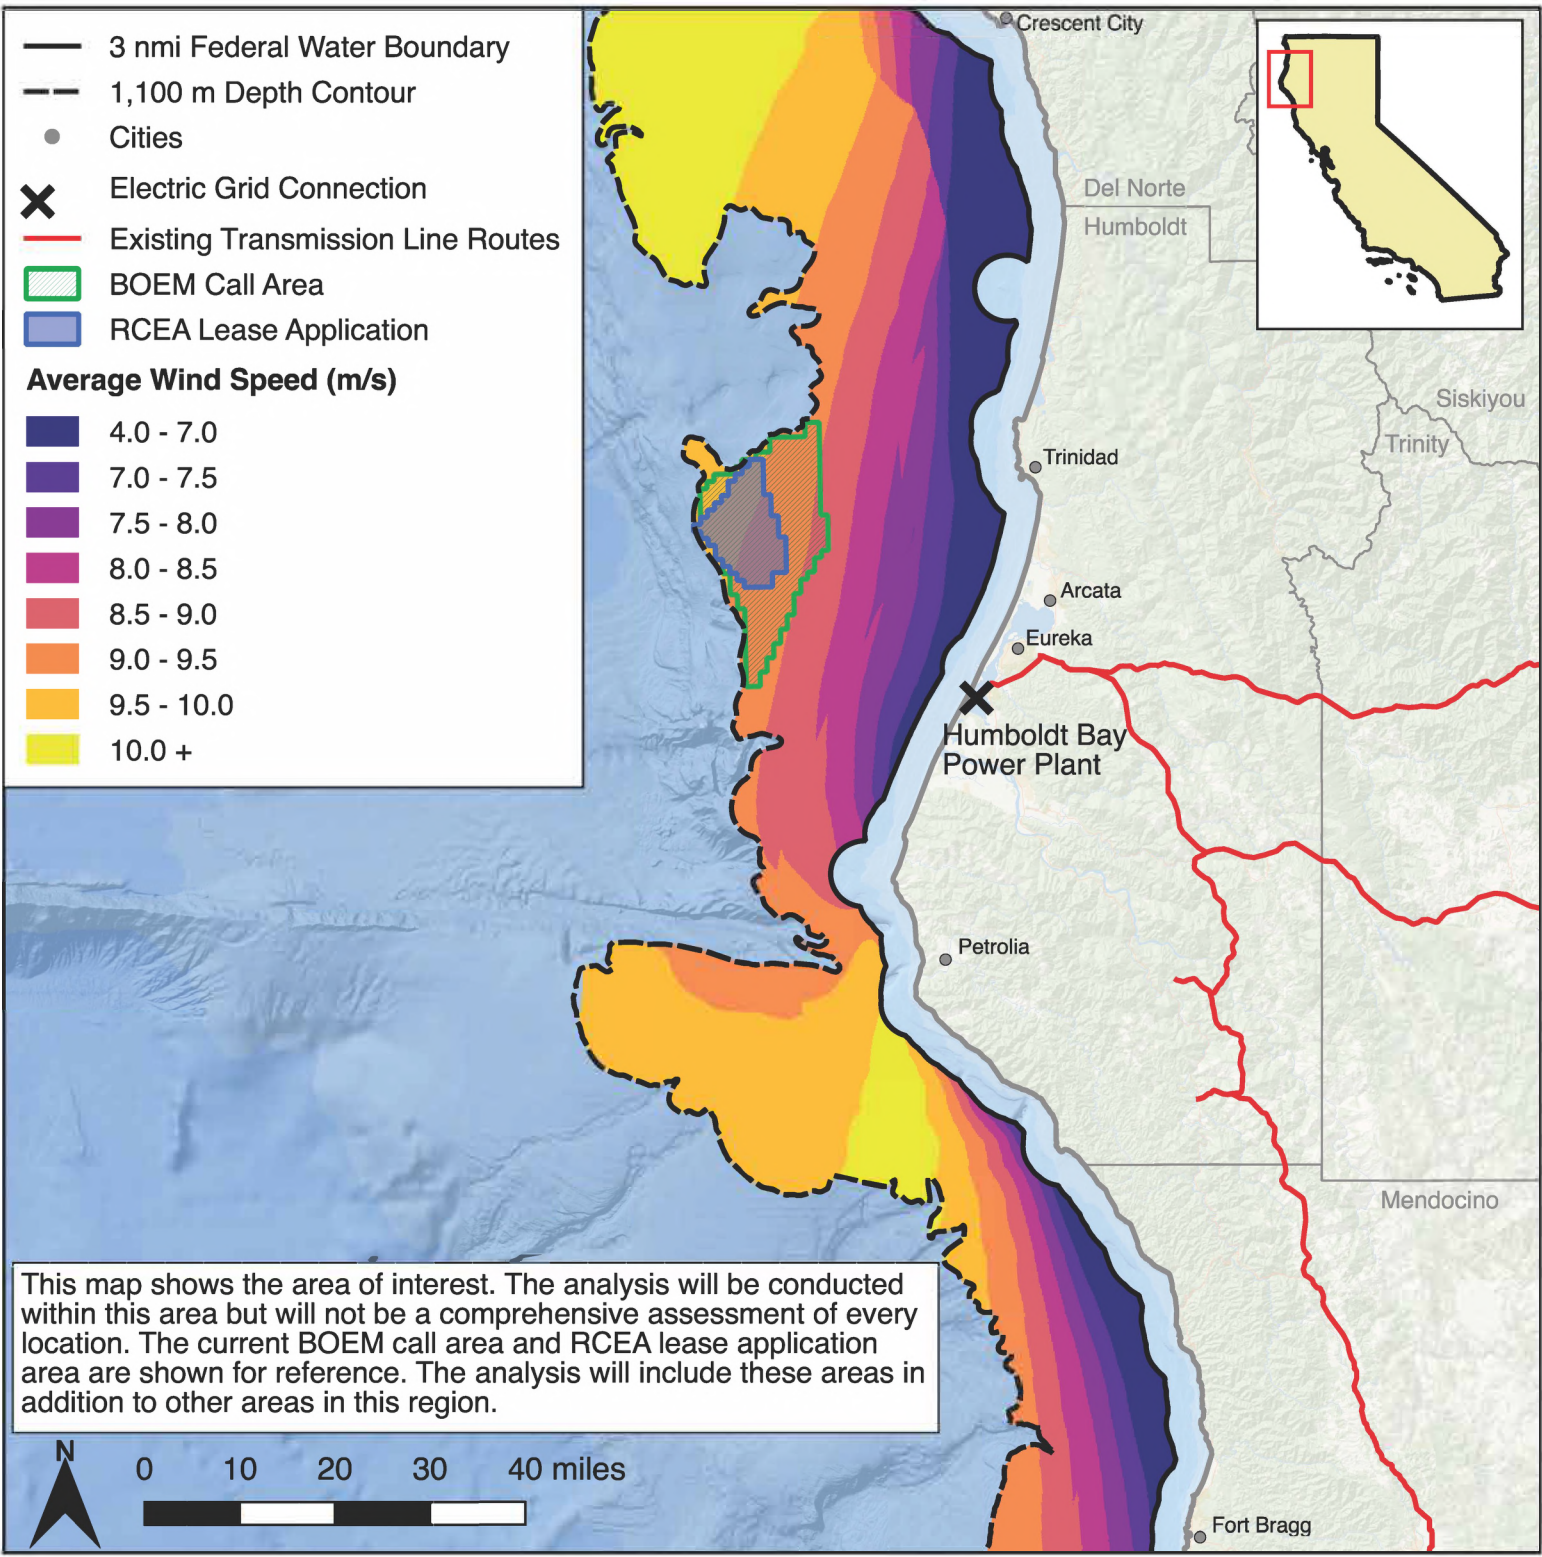 3 nmi Federal Water Boundary
1,100 m Depth Contour
Cities
Electric Grid Connection
Existing Transmission Line Routes
BOEM Call Area
RCEA Lease Application
Average Wind Speed (m/s)
4.0 - 7.0
7.0 - 7.5
7.5 - 8.0
8.0 - 8.5
8.5 - 9.0
9.0 - 9.5
9.5 - 10.0
10.0 +
Crescent City
Del Norte
Humboldt
Siskiyou
Trinity
Trinidad
Arcata
Eureka
Humboldt Bay
Power Plant
Petrolia
Mendocino
Fort Bragg
This map shows the area of interest. The analysis will be conducted
within this area but will not be a comprehensive assessment of every
location. The current BOEM call area and RCEA lease application
area are shown for reference. The analysis will include these areas in
addition to other areas in this region.
N
0 10 20 30 40 miles